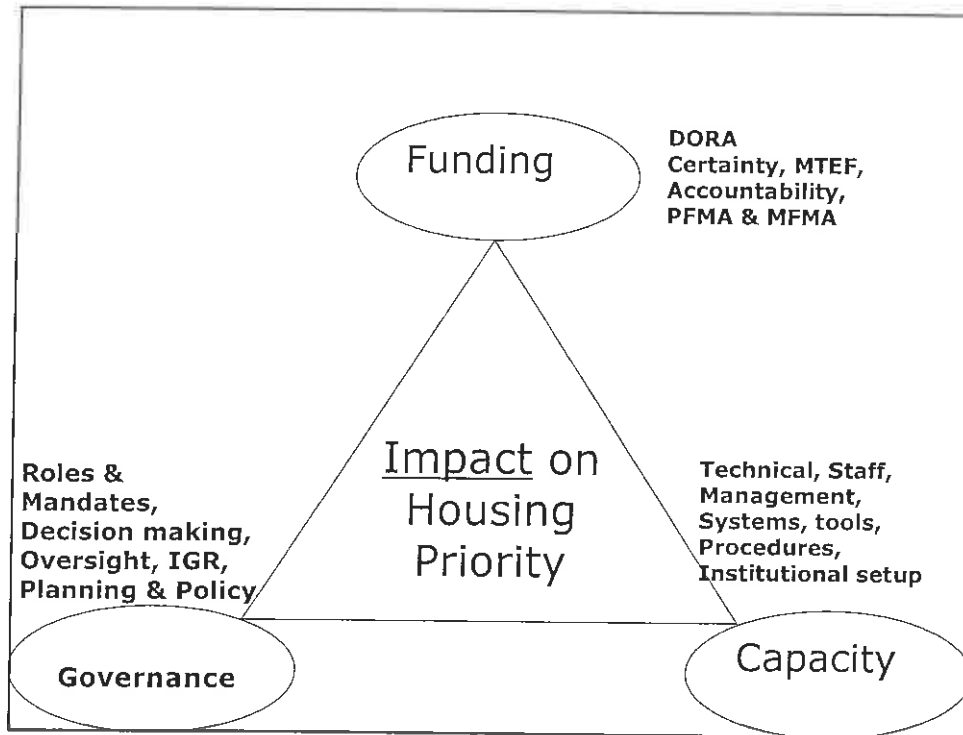 Funding
DORA
Certainty, MTEF,
Accountability,
PFMA & MFMA
Impact on
Housing
Priority
Roles &
Mandates,
Decision making,
Oversight, IGR,
Planning & Policy
Technical, Staff,
Management,
Systems, tools,
Procedures,
Institutional setup
Governance
Capacity